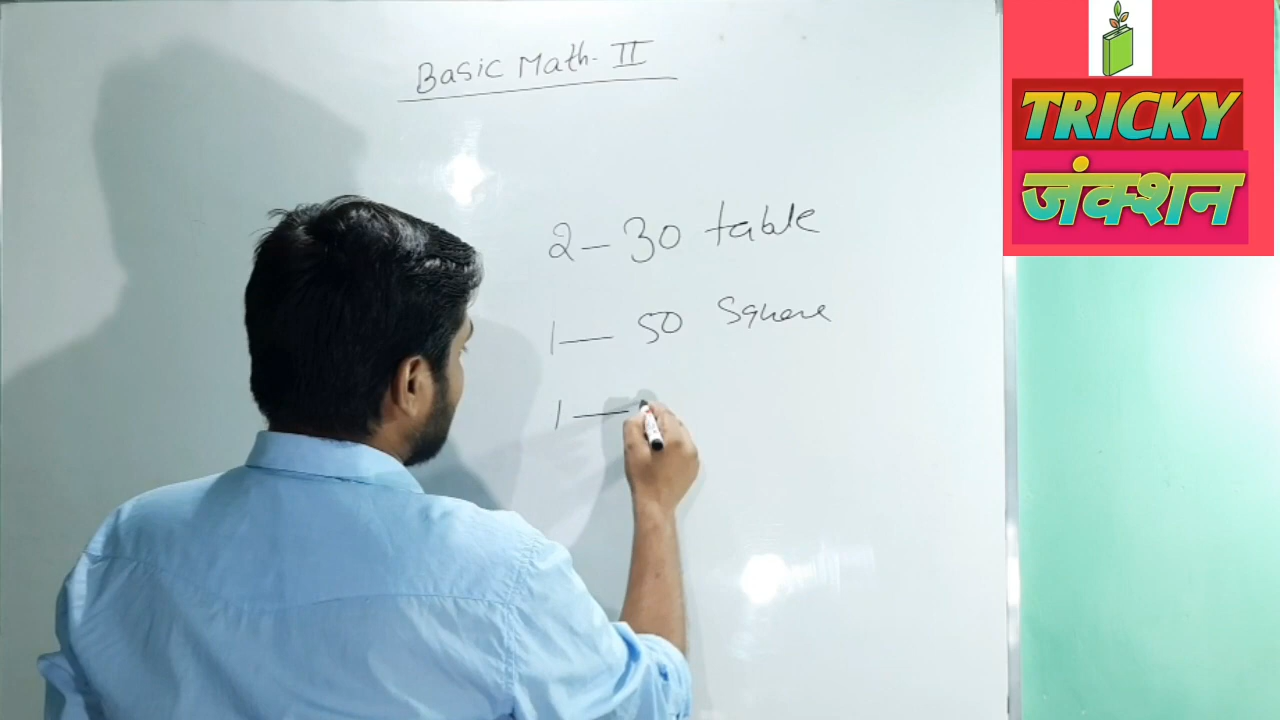 Basic Math- II
2 – 30 table
1 — 50 Square
1 —
TRICKY
जंक्शन